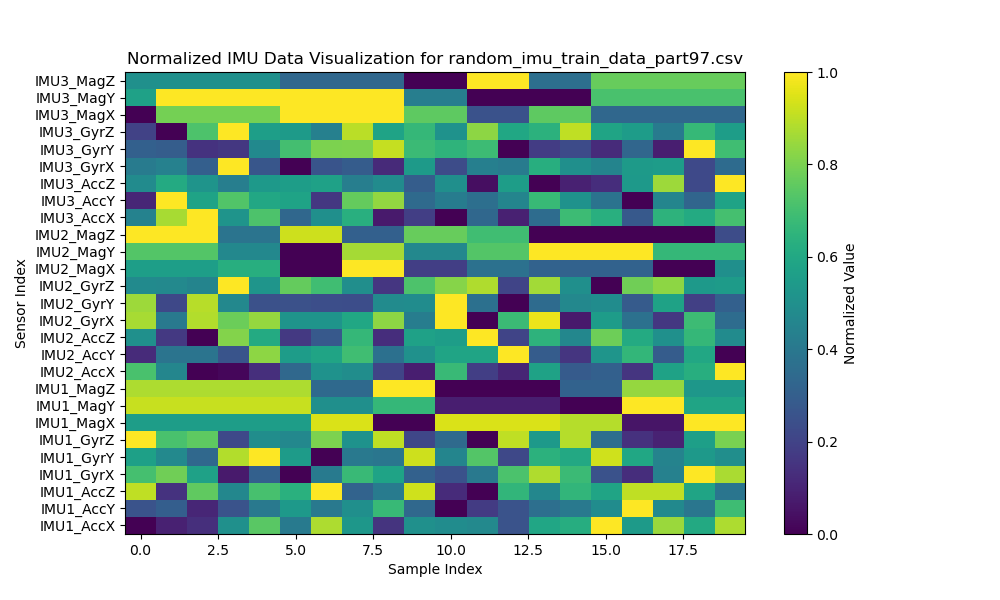 Normalized IMU Data Visualization for random_imu_train_data_part97.csv
IMU3_MagZ
IMU3_MagY
IMU3_MagX
IMU3_GyrZ
IMU3_GyrY
IMU3_GyrX
IMU3_AccZ
IMU3_AccY
IMU3_AccX
IMU2_MagZ
IMU2_MagY
IMU2_MagX
IMU2_GyrZ
IMU2_GyrY
IMU2_GyrX
IMU2_AccZ
IMU2_AccY
IMU2_AccX
IMU1_MagZ
IMU1_MagY
IMU1_MagX
IMU1_GyrZ
IMU1_GyrY
IMU1_GyrX
IMU1_AccZ
IMU1_AccY
IMU1_AccX
Sensor Index
0.0 2.5 5.0 7.5 10.0 12.5 15.0 17.5
Sample Index
1.0
0.8
0.6
0.4
0.2
0.0
Normalized Value